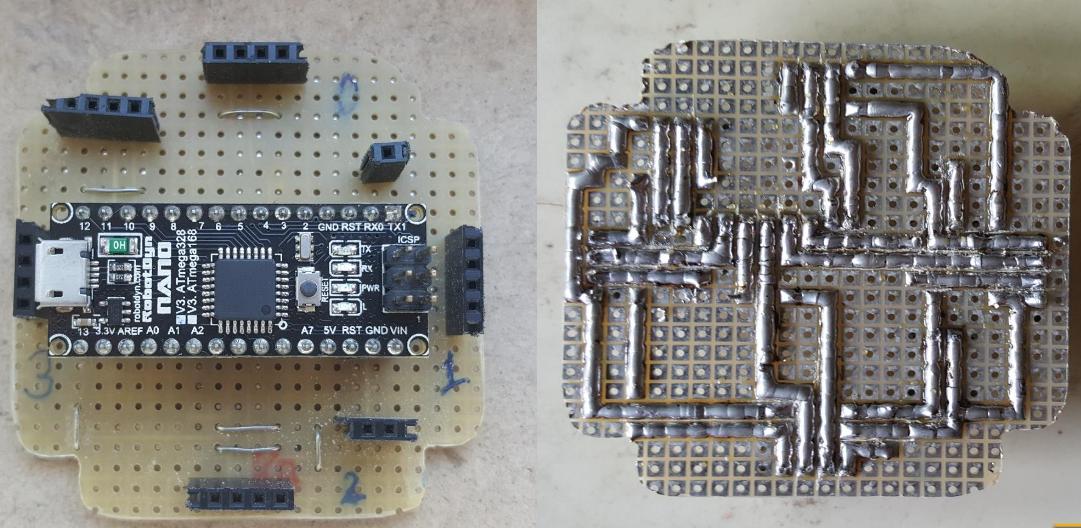 0
12 11 10 9 8 7 6 5 4 3 2 GND RST RX0 TX1
ICSP
TX
RX
PWR
L
1
RESET
Robotdyn
robotdyn.com
NANO
V3. ATmega328
V3. ATmega168
13 3.3V AREF A0 A1 A2 A7 5V RST GND VIN
3
1
2